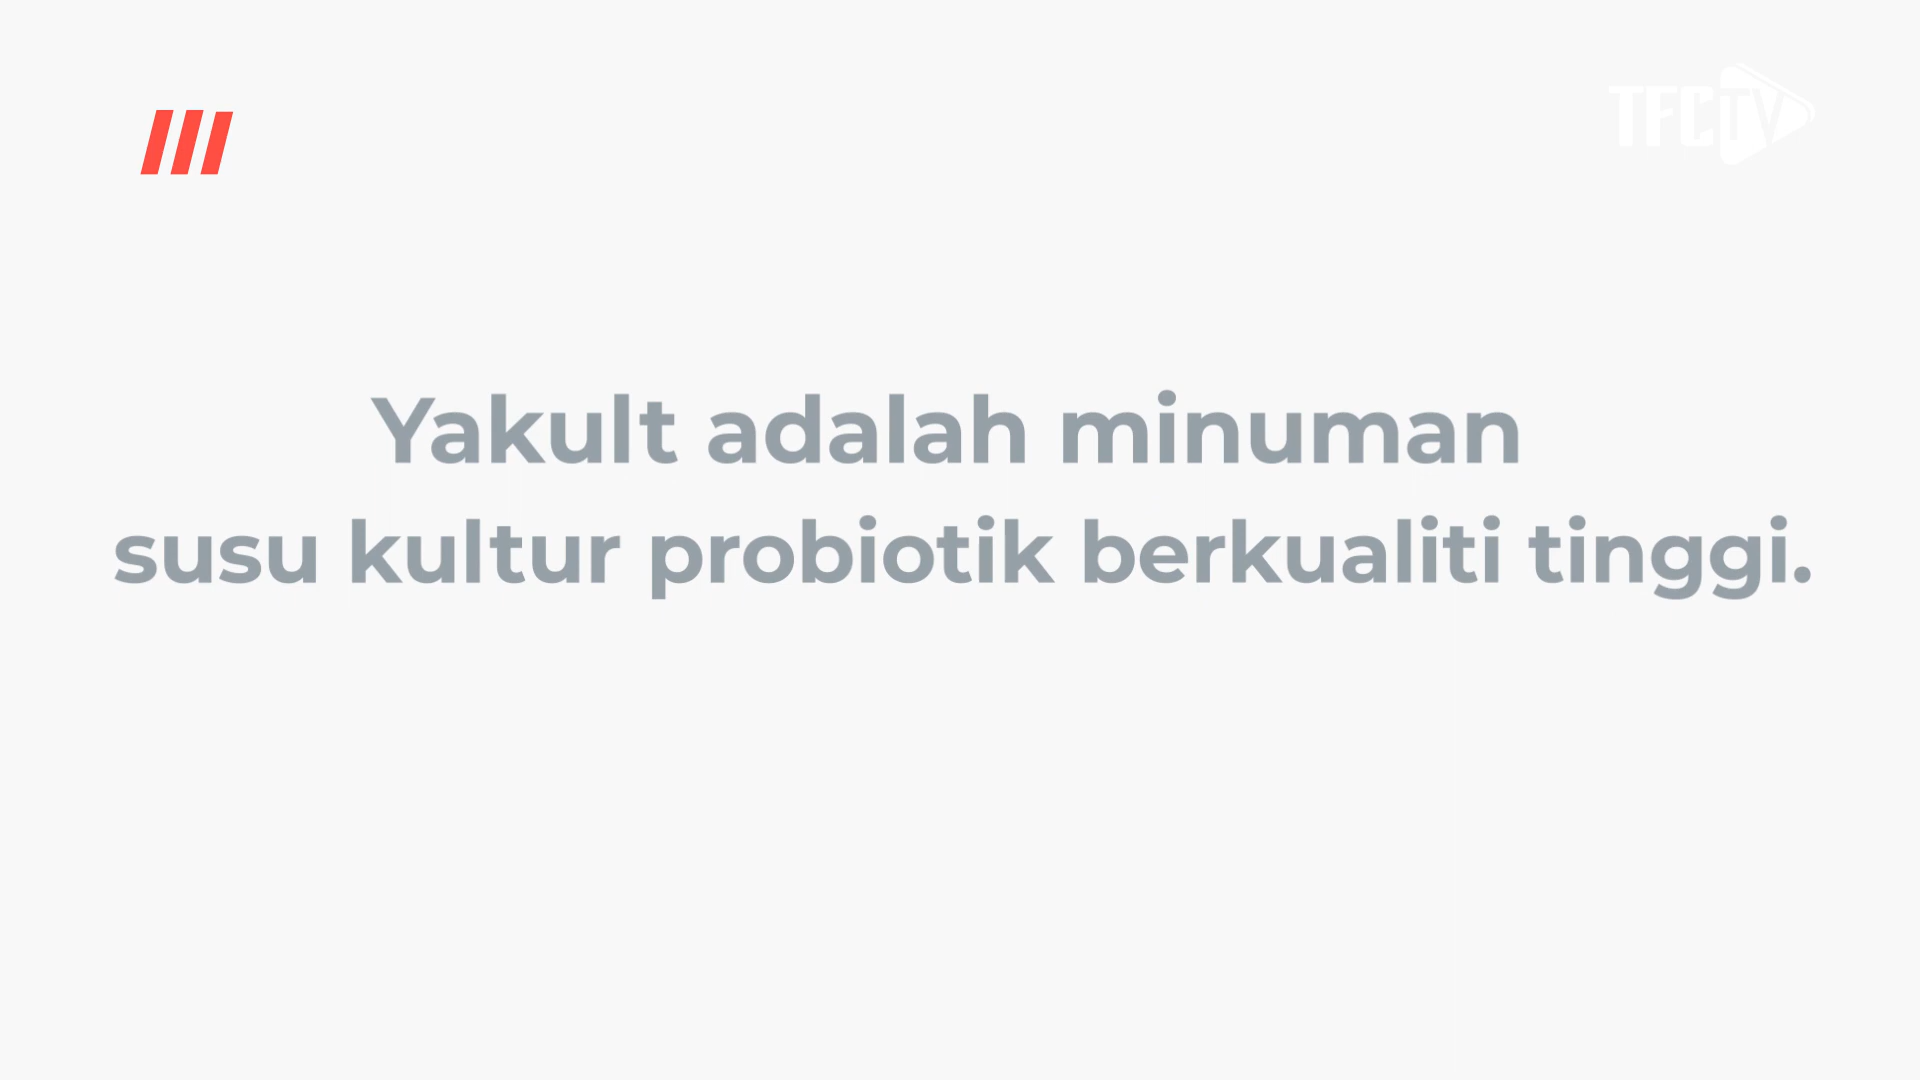 TFCTV
Yakult adalah minuman
susu kultur probiotik berkualiti tinggi.